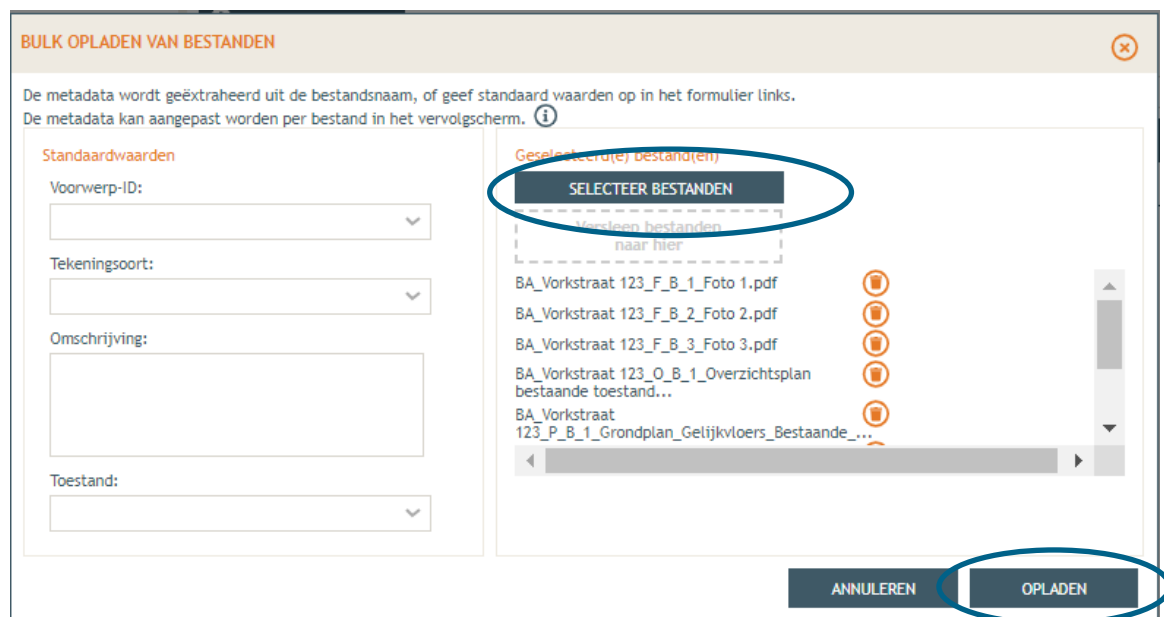 BULK OPLADEN VAN BESTANDEN
De metadata wordt geëxtraheerd uit de bestandsnaam, of geef standaard waarden op in het formulier links.
De metadata kan aangepast worden per bestand in het vervolgscherm.
Standaardwaarden
Voorwerp-ID:
Tekeningsoort:
Omschrijving:
Toestand:
Geselecteerd(e) bestand(en)
SELECTEER BESTANDEN
Versleep bestanden
naar hier
BA_Vorkstraat 123_F_B_1_Foto 1.pdf
BA_Vorkstraat 123_F_B_2_Foto 2.pdf
BA_Vorkstraat 123_F_B_3_Foto 3.pdf
BA_Vorkstraat 123_O_B_1_Overzichtsplan
bestaande toestand...
BA_Vorkstraat
123_P_B_1_Grondplan_Gelijkvloers_Bestaande_...
ANNULEREN
OPLADEN